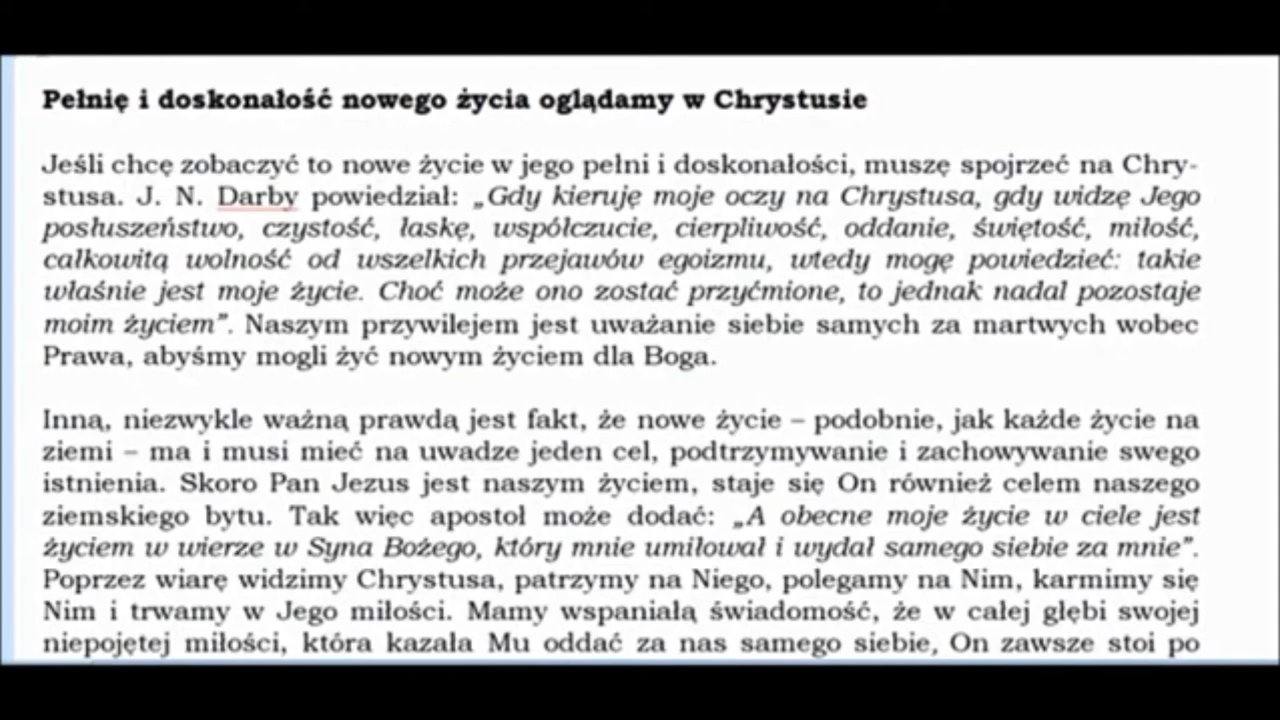 Pełnię i doskonałość nowego życia oglądamy w Chrystusie
Jeśli chcę zobaczyć to nowe życie w jego pełni i doskonałości, muszę spojrzeć na Chry-
stusa. J. N. Darby powiedział: „Gdy kieruję moje oczy na Chrystusa, gdy widzę Jego
posłuszeństwo, czystość, łaskę, współczucie, cierpliwość, oddanie, świętość, miłość,
całkowitą wolność od wszelkich przejawów egoizmu, wtedy mogę powiedzieć: takie
właśnie jest moje życie. Choć może ono zostać przyćmione, to jednak nadal pozostaje
moim życiem”. Naszym przywilejem jest uważanie siebie samych za martwych wobec
Prawa, abyśmy mogli żyć nowym życiem dla Boga.
Inną, niezwykle ważną prawdą jest fakt, że nowe życie – podobnie, jak każde życie na
ziemi – ma i musi mieć na uwadze jeden cel, podtrzymywanie i zachowywanie swego
istnienia. Skoro Pan Jezus jest naszym życiem, staje się On również celem naszego
ziemskiego bytu. Tak więc apostoł może dodać: „A obecne moje życie w ciele jest
życiem w wierze w Syna Bożego, który mnie umiłował i wydał samego siebie za mnie”.
Poprzez wiarę widzimy Chrystusa, patrzymy na Niego, polegamy na Nim, karmimy się
Nim i trwamy w Jego miłości. Mamy wspaniałą świadomość, że w całej głębi swojej
niepojętej miłości, która kazała Mu oddać za nas samego siebie, On zawsze stoi po